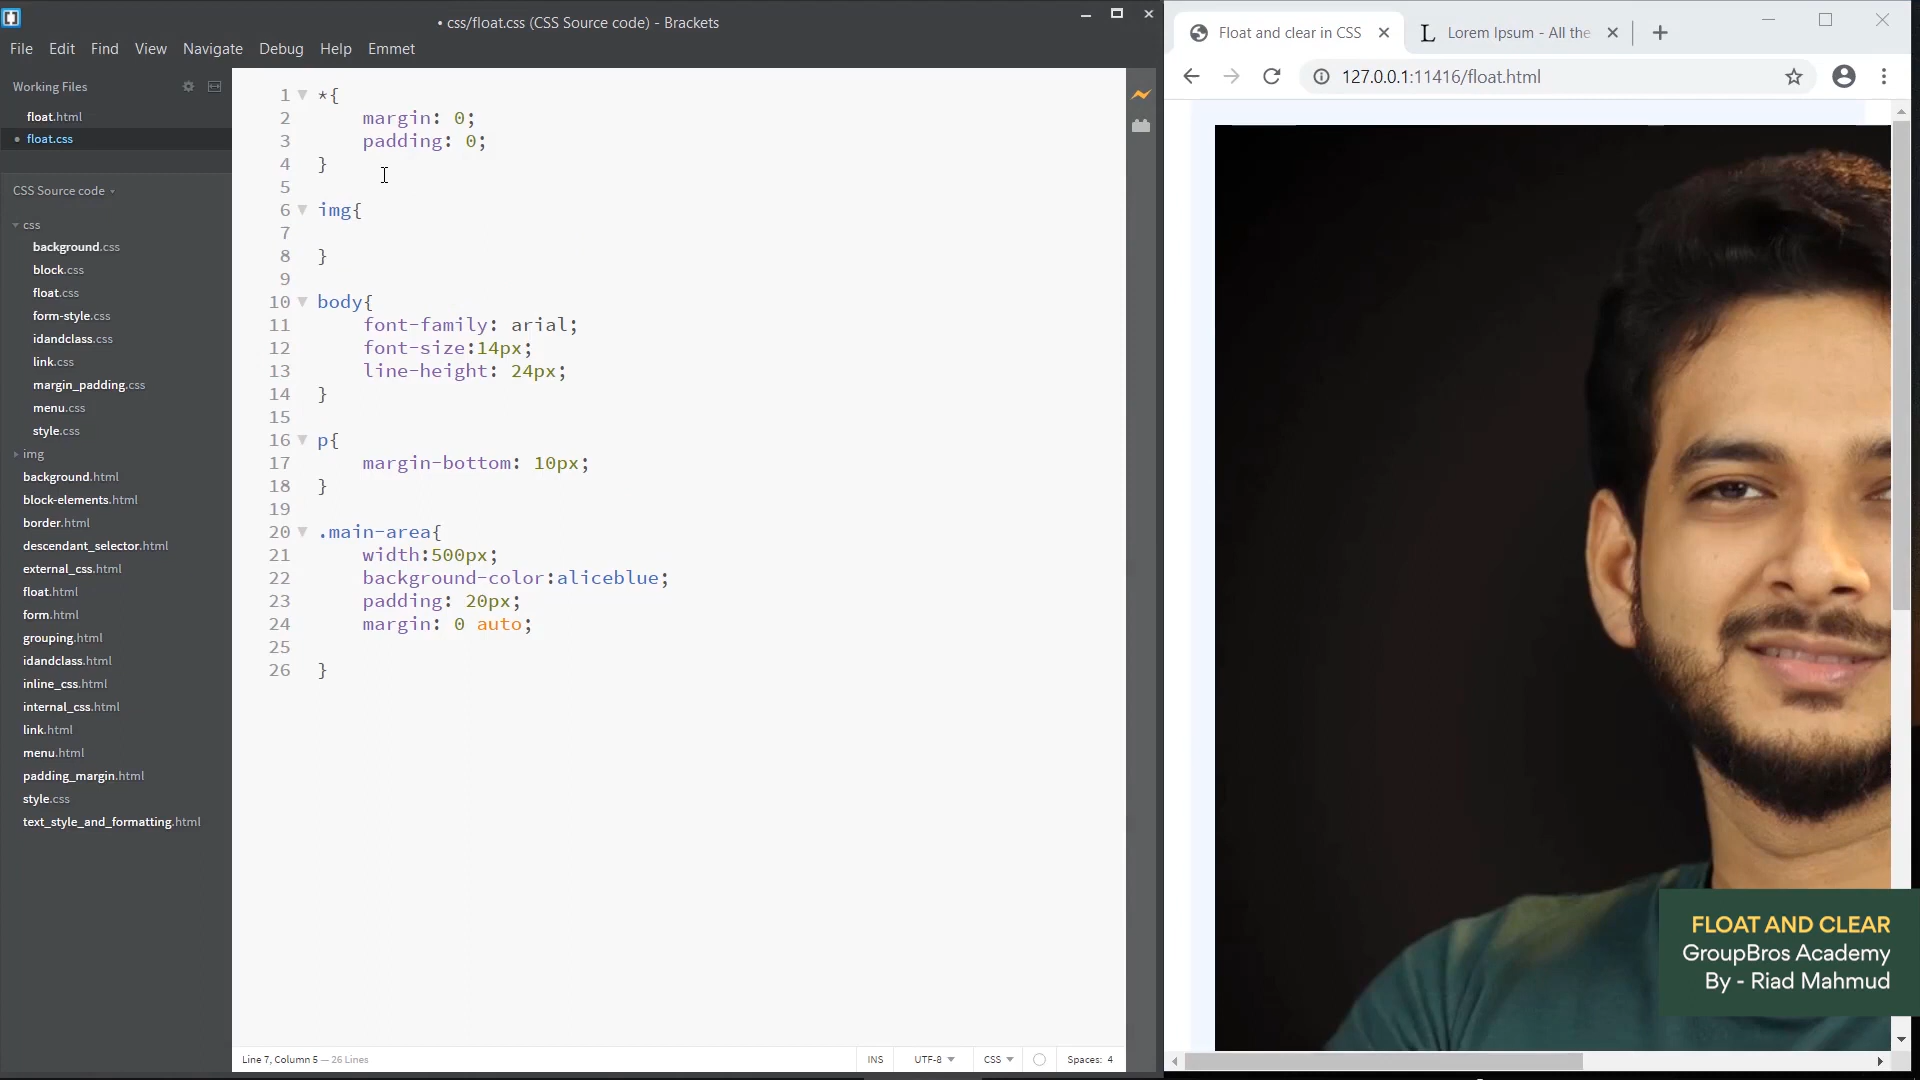 • css/float.css (CSS Source code) - Brackets
File Edit Find View Navigate Debug Help Emmet
Working Files
float.html
• float.css
CSS Source code
css
background.css
block.css
float.css
form-style.css
idandclass.css
link.css
margin_padding.css
menu.css
style.css
img
background.html
block-elements.html
border.html
descendant_selector.html
external_css.html
float.html
form.html
grouping.html
idandclass.html
inline_css.html
internal_css.html
link.html
menu.html
padding_margin.html
style.css
text_style_and_formatting.html
1 *{
2 margin: 0;
3 padding: 0;
4 }
5
6 img{
7
8 }
9
10 body{
11 font-family: arial;
12 font-size:14px;
13 line-height: 24px;
14 }
15
16 p{
17 margin-bottom: 10px;
18 }
19
20 .main-area{
21 width:500px;
22 background-color:aliceblue;
23 padding: 20px;
24 margin: 0 auto;
25
26 }
Line 7, Column 5 — 26 Lines
INS UTF-8 CSS Spaces: 4
Float and clear in CSS
L Lorem Ipsum - All the
127.0.0.1:11416/float.html
FLOAT AND CLEAR
GroupBros Academy
By - Riad Mahmud